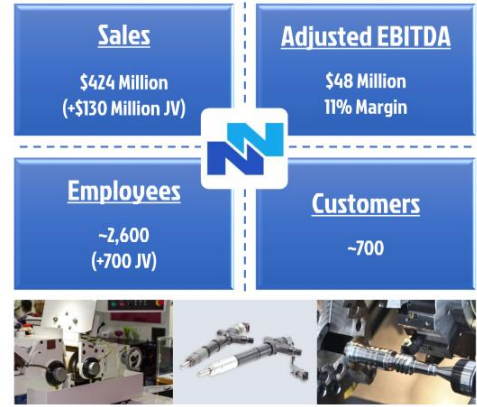 Sales
$424 Million
(+$130 Million JV)
Adjusted EBITDA
$48 Million
11% Margin
NN
Employees
~2,600
(+700 JV)
Customers
~700